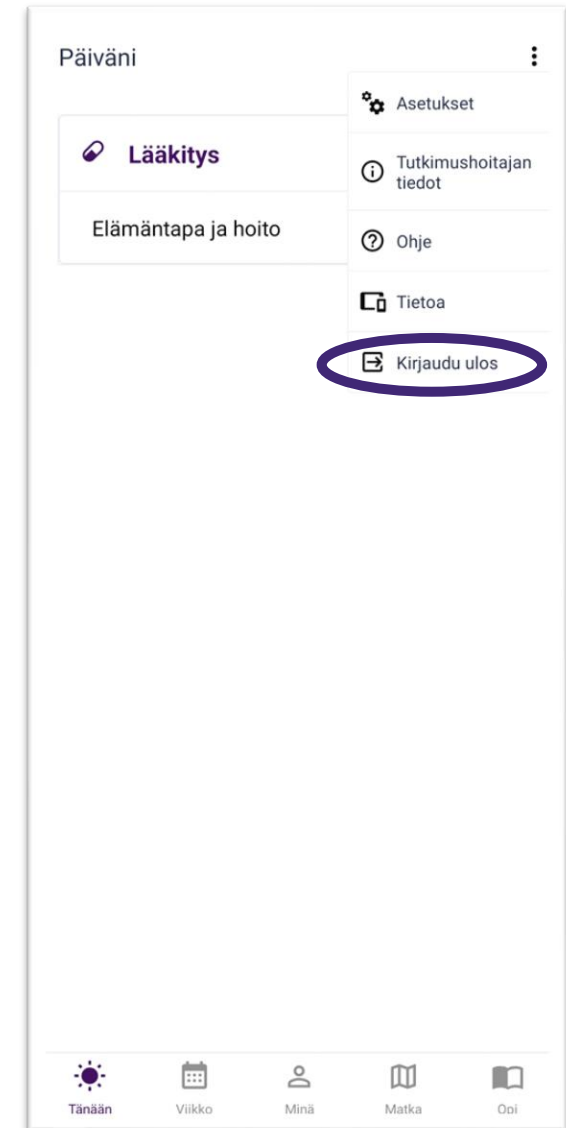 Päiväni
Asetukset
Lääkitys
Tutkimushoitajan
tiedot
Elämäntapa ja hoito
Ohje
Tietoa
Kirjaudu ulos
Tänään
Viikko
Minä
Matka
Opi